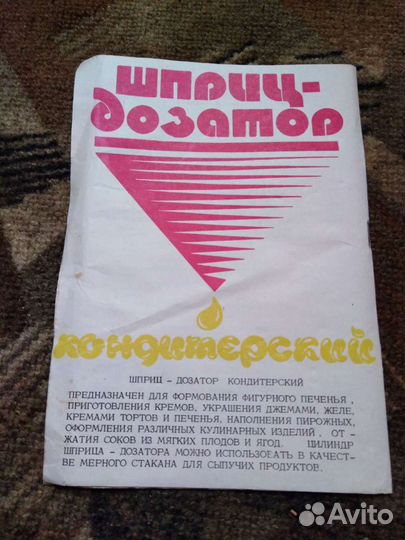 шприц-
дозатор
кондитерский
ШПРИЦ – ДОЗАТОР КОНДИТЕРСКИЙ
ПРЕДНАЗНАЧЕН ДЛЯ ФОРМОВАНИЯ ФИГУРНОГО ПЕЧЕНЬЯ ,
ПРИГОТОВЛЕНИЯ КРЕМОВ, УКРАШЕНИЯ ДЖЕМАМИ, ЖЕЛЕ,
КРЕМАМИ ТОРТОВ И ПЕЧЕНЬЯ, НАПОЛНЕНИЯ ПИРОЖНЫХ,
ОФОРМЛЕНИЯ РАЗЛИЧНЫХ КУЛИНАРНЫХ ИЗДЕЛИЙ , ОТ -
ЖАТИЯ СОКОВ ИЗ МЯГКИХ ПЛОДОВ И ЯГОД. ЦИЛИНДР
ШПРИЦА – ДОЗАТОРА МОЖНО ИСПОЛЬЗОВАТЬ В КАЧЕСТ-
ВЕ МЕРНОГО СТАКАНА ДЛЯ СЫПУЧИХ ПРОДУКТОВ.
Avito